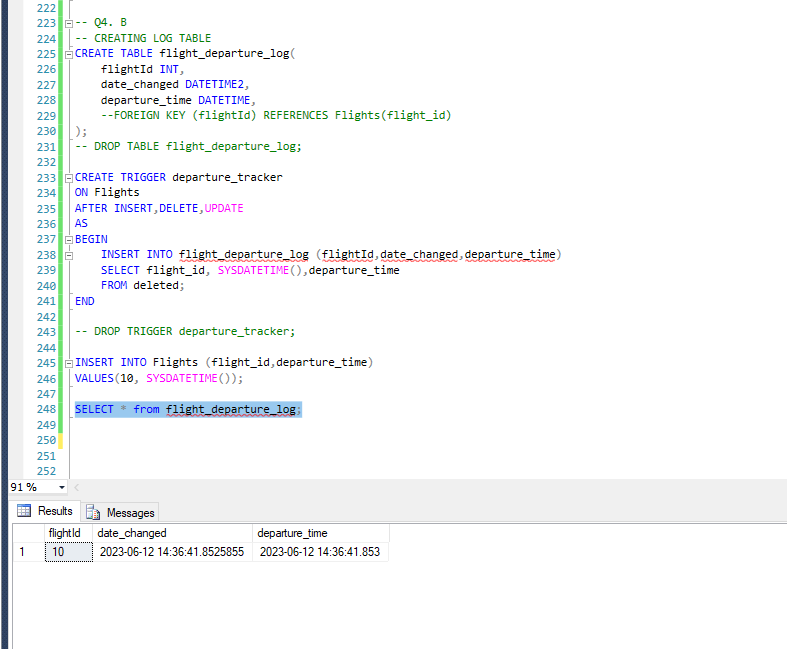 222
223 -- Q4. B
224 -- CREATING LOG TABLE
225 CREATE TABLE flight_departure_log(
226 flightId INT,
227 date_changed DATETIME2,
228 departure_time DATETIME,
229 --FOREIGN KEY (flightId) REFERENCES Flights(flight_id)
230 );
231 -- DROP TABLE flight_departure_log;
232
233 CREATE TRIGGER departure_tracker
234 ON Flights
235 AFTER INSERT,DELETE,UPDATE
236 AS
237 BEGIN
238 INSERT INTO flight_departure_log (flightId,date_changed,departure_time)
239 SELECT flight_id, SYSDATETIME(),departure_time
240 FROM deleted;
241 END
242
243 -- DROP TRIGGER departure_tracker;
244
245 INSERT INTO Flights (flight_id,departure_time)
246 VALUES(10, SYSDATETIME());
247
248 SELECT * from flight_departure_log;
249
250
251
252
91 %
Results Messages
flightId date_changed departure_time
1 10 2023-06-12 14:36:41.8525855 2023-06-12 14:36:41.853